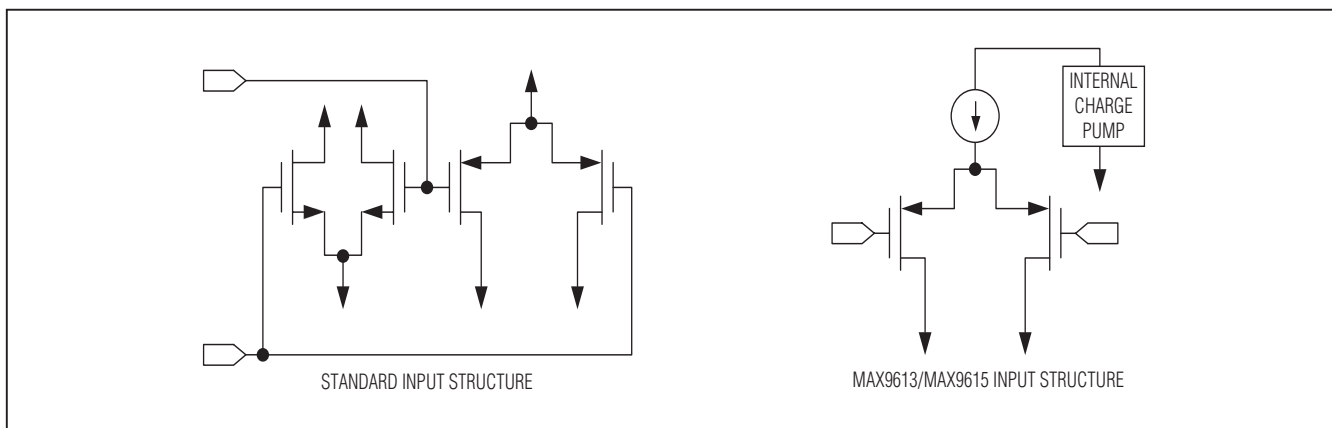 INTERNAL
CHARGE
PUMP
STANDARD INPUT STRUCTURE
MAX9613/MAX9615 INPUT STRUCTURE